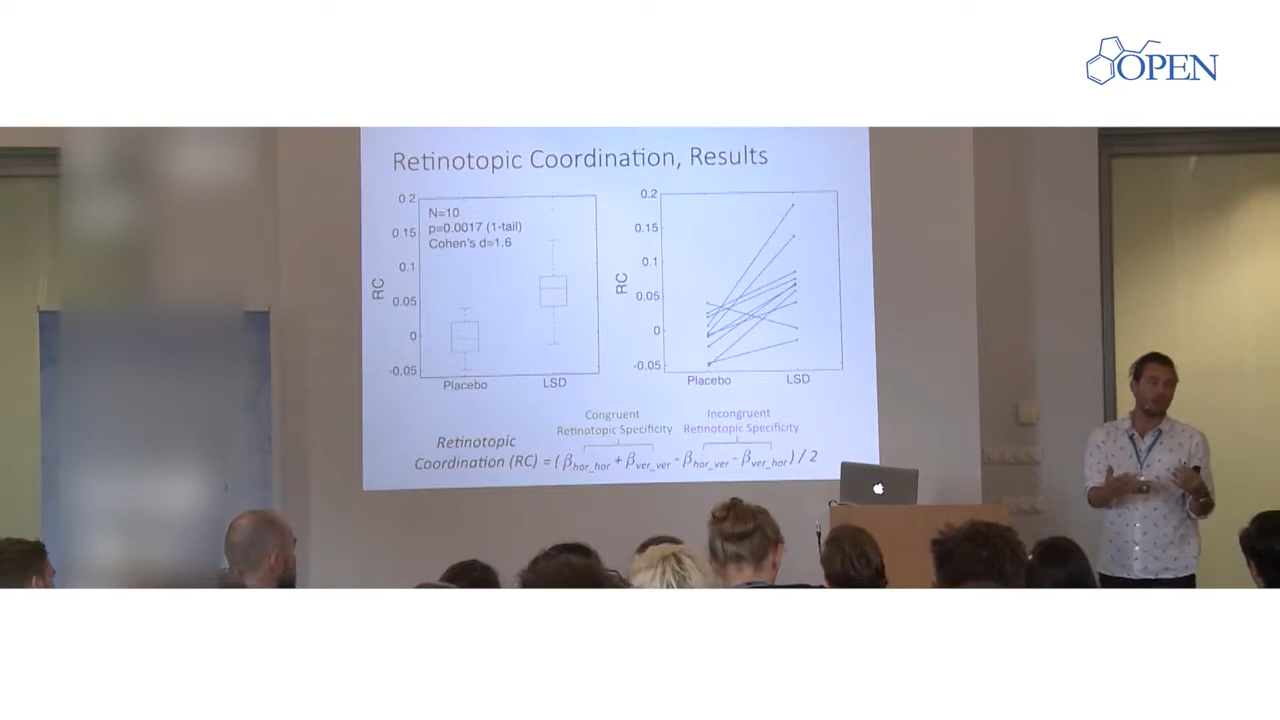 OPEN
Retinotopic Coordination, Results
0.2
0.15
0.1
0.05
0
-0.05
RC
N=10
p=0.0017 (1-tail)
Cohen's d=1.6
Placebo
LSD
0.2
0.15
0.1
0.05
0
-0.05
RC
Placebo
LSD
Congruent
Retinotopic Specificity
Incongruent
Retinotopic Specificity
Retinotopic
Coordination (RC) = ( βhor_hor + βver_ver - βhor_ver - βver_hor ) / 2